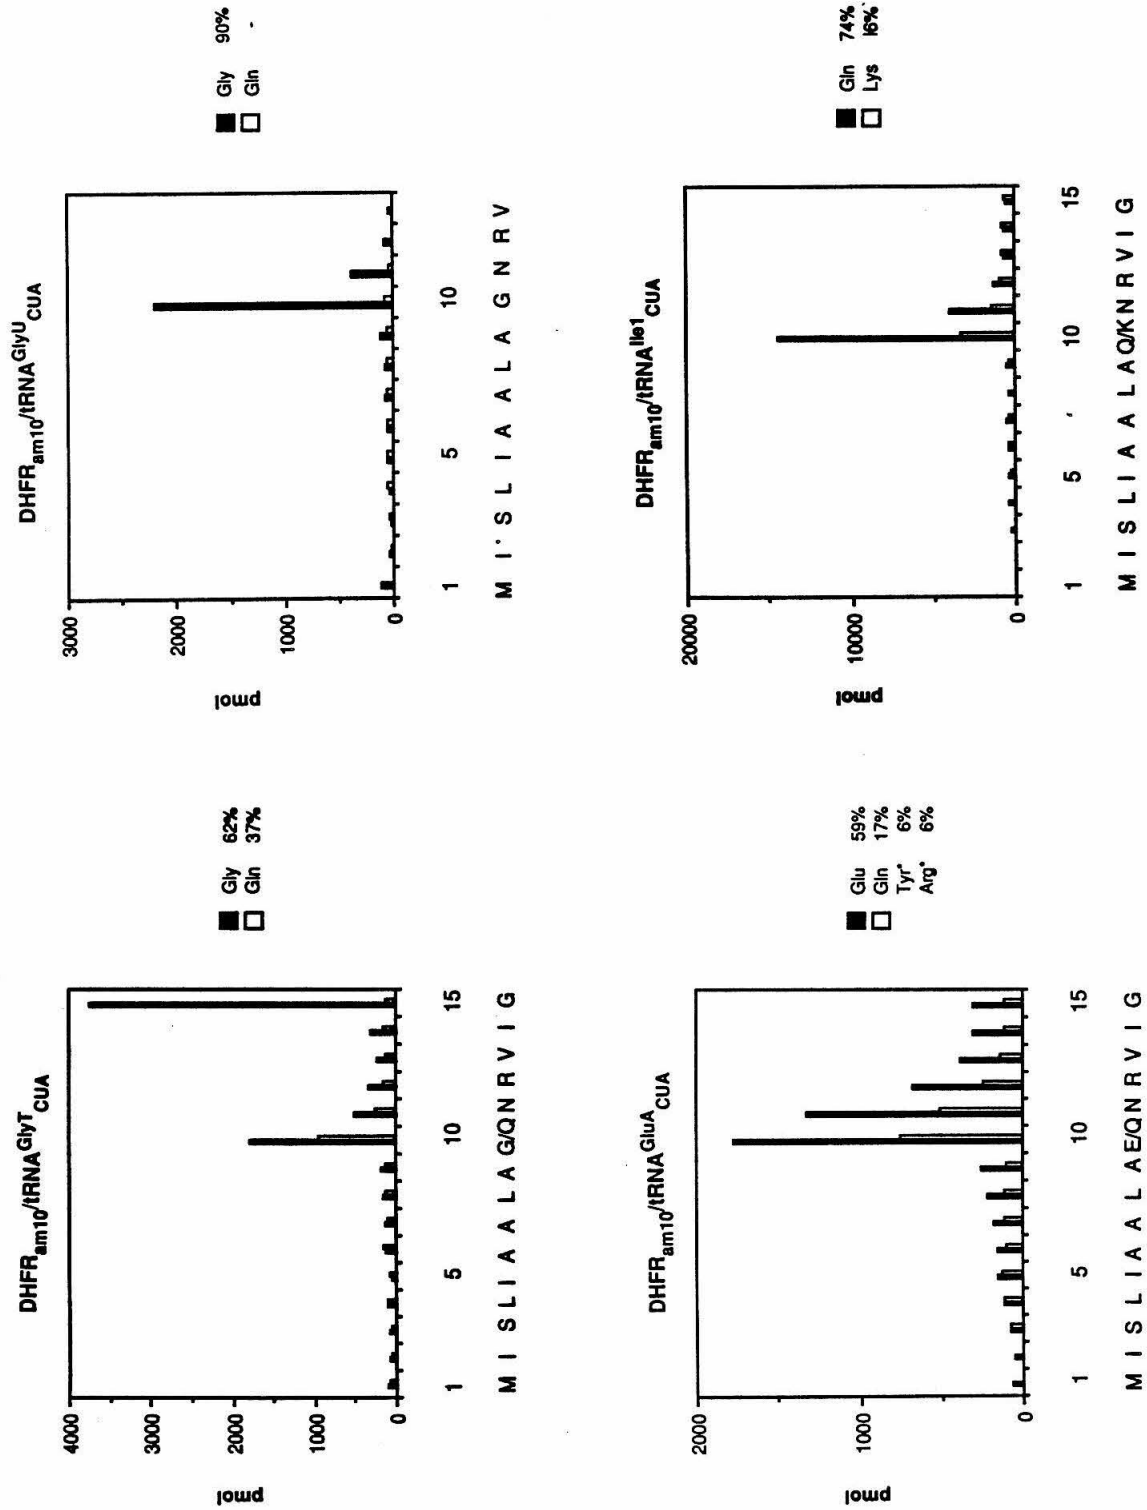 DHFRam10/tRNAGlyTCUA
4000
3000
2000
1000
0
pmol
1 5 10 15
M I S L I A A L A G/Q N R V I G
Gly 62%
Gln 37%
DHFRam10/tRNAGlyUCUA
3000
2000
1000
0
pmol
1 5 10
M I S L I A A L A G N R V
Gly 90%
Gln -
DHFRam10/tRNAGluACUA
2000
1000
0
pmol
1 5 10 15
M I S L I A A L A E/Q N R V I G
Glu 59%
Gln 17%
Tyr* 6%
Arg* 6%
DHFRam10/tRNAIle1CUA
20000
10000
0
pmol
1 5 10 15
M I S L I A A L A Q/K N R V I G
Gln 74%
Lys 16%